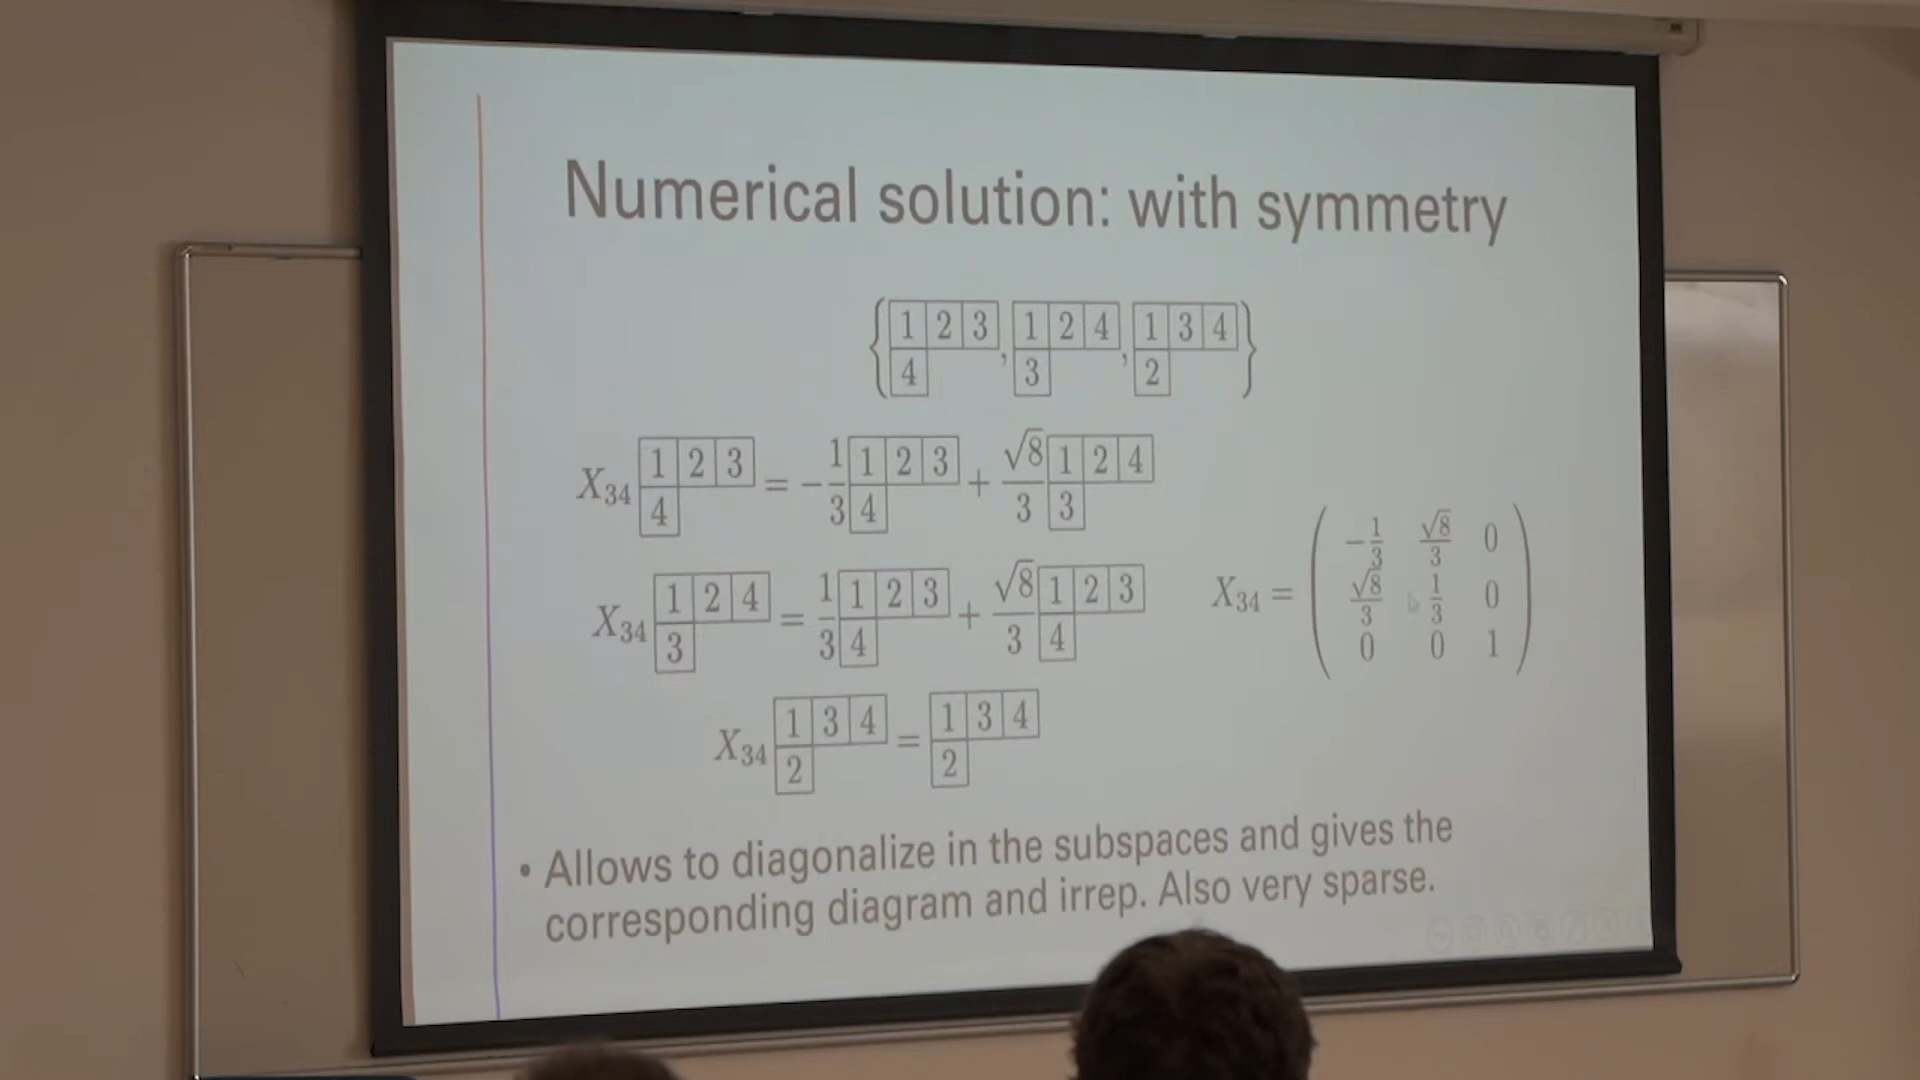 Numerical solution: with symmetry
{ 1 2 3 / 4 , 1 2 4 / 3 , 1 3 4 / 2 }
X₃₄ [1 2 3 / 4] = −1/3 [1 2 3 / 4] + √8/3 [1 2 4 / 3]
X₃₄ [1 2 4 / 3] = 1/3 [1 2 3 / 4] + √8/3 [1 2 3 / 4]
X₃₄ = ( −1/3 √8/3 0
√8/3 1/3 0
0 0 1 )
X₃₄ [1 3 4 / 2] = [1 3 4 / 2]
• Allows to diagonalize in the subspaces and gives the
corresponding diagram and irrep. Also very sparse.